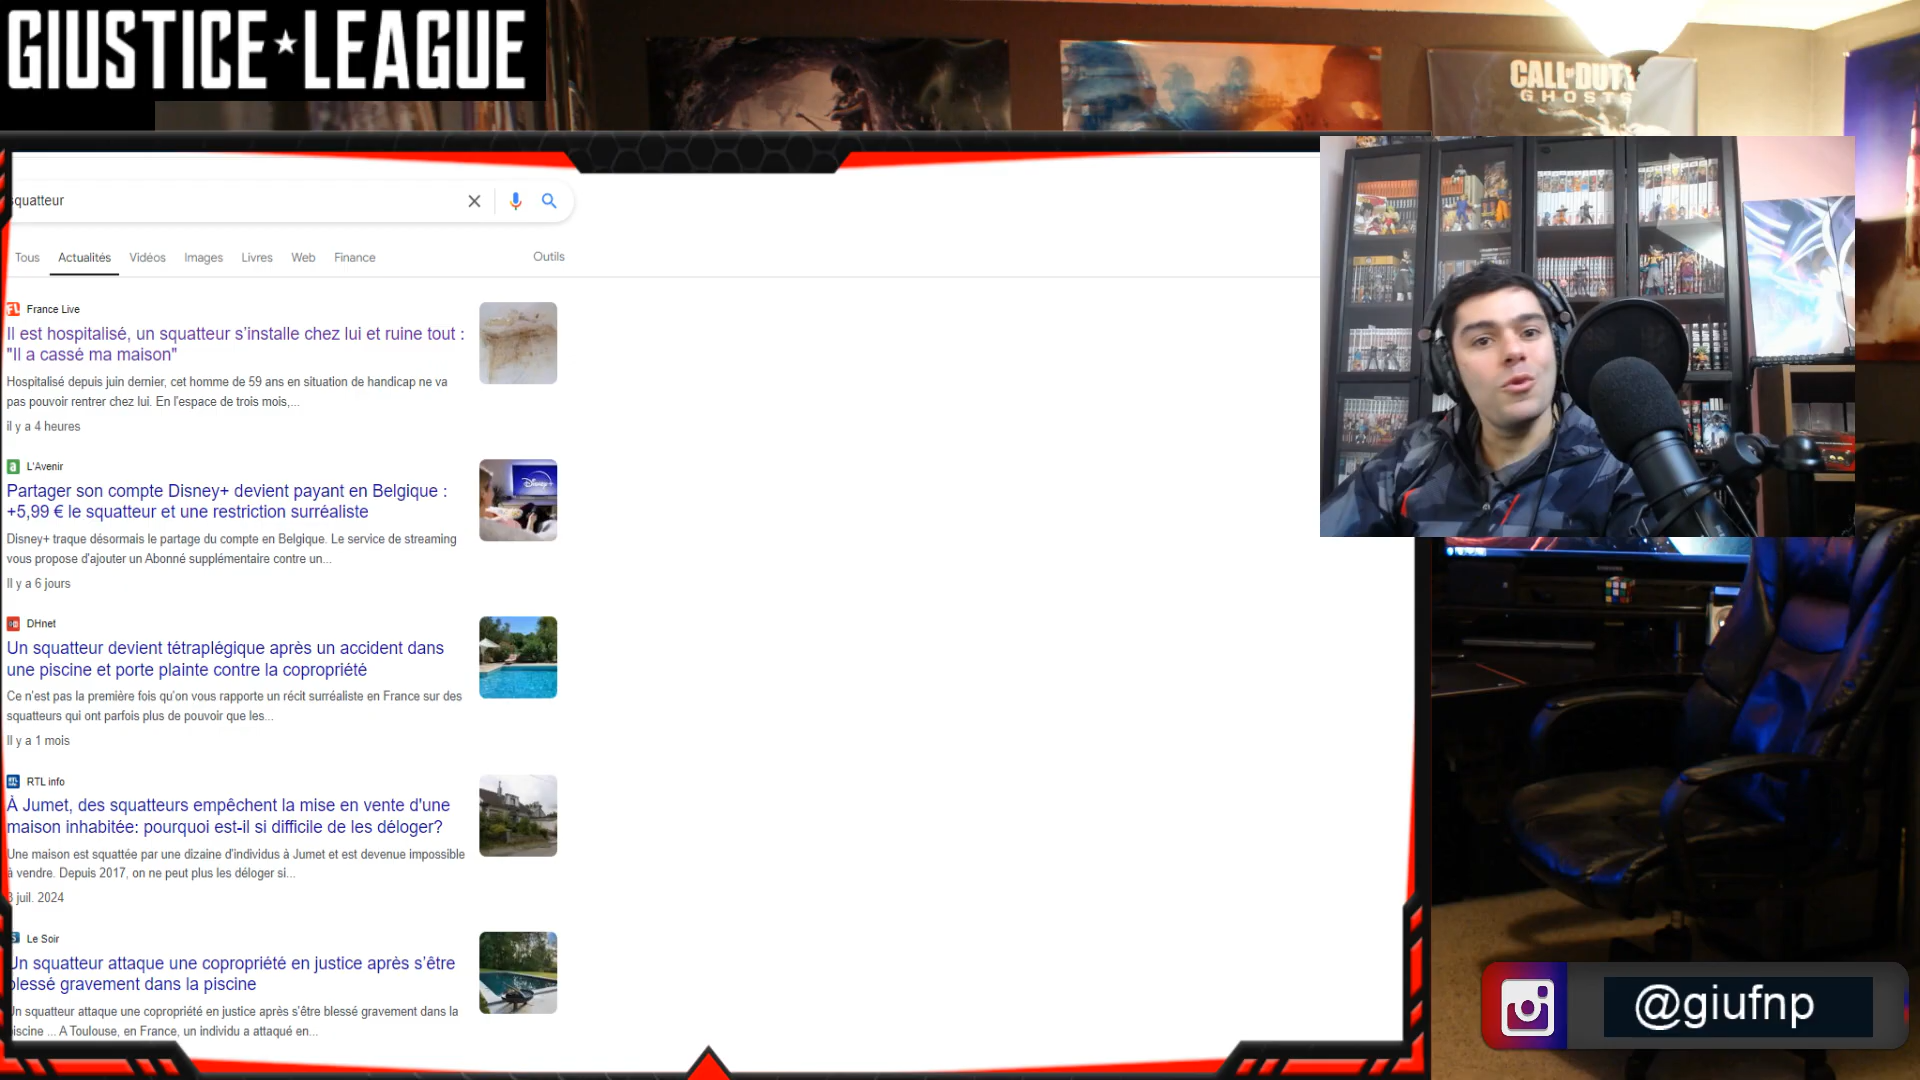 GIUSTICE★LEAGUE
CALL OF DUTY
GHOSTS
squatteur
Tous Actualités Vidéos Images Livres Web Finance Outils
France Live
Il est hospitalisé, un squatteur s'installe chez lui et ruine tout :
"Il a cassé ma maison"
Hospitalisé depuis juin dernier, cet homme de 59 ans en situation de handicap ne va
pas pouvoir rentrer chez lui. En l'espace de trois mois,...
il y a 4 heures
L'Avenir
Partager son compte Disney+ devient payant en Belgique :
+5,99 € le squatteur et une restriction surréaliste
Disney+ traque désormais le partage du compte en Belgique. Le service de streaming
vous propose d'ajouter un Abonné supplémentaire contre un...
Il y a 6 jours
DHnet
Un squatteur devient tétraplégique après un accident dans
une piscine et porte plainte contre la copropriété
Ce n'est pas la première fois qu'on vous rapporte un récit surréaliste en France sur des
squatteurs qui ont parfois plus de pouvoir que les...
Il y a 1 mois
RTL info
À Jumet, des squatteurs empêchent la mise en vente d'une
maison inhabitée: pourquoi est-il si difficile de les déloger?
Une maison est squattée par une dizaine d'individus à Jumet et est devenue impossible
à vendre. Depuis 2017, on ne peut plus les déloger si...
3 juil. 2024
Le Soir
Un squatteur attaque une copropriété en justice après s'être
blessé gravement dans la piscine
Un squatteur attaque une copropriété en justice après s'être blessé gravement dans la
piscine ... A Toulouse, en France, un individu a attaqué en...
SAMSUNG
@giufnp